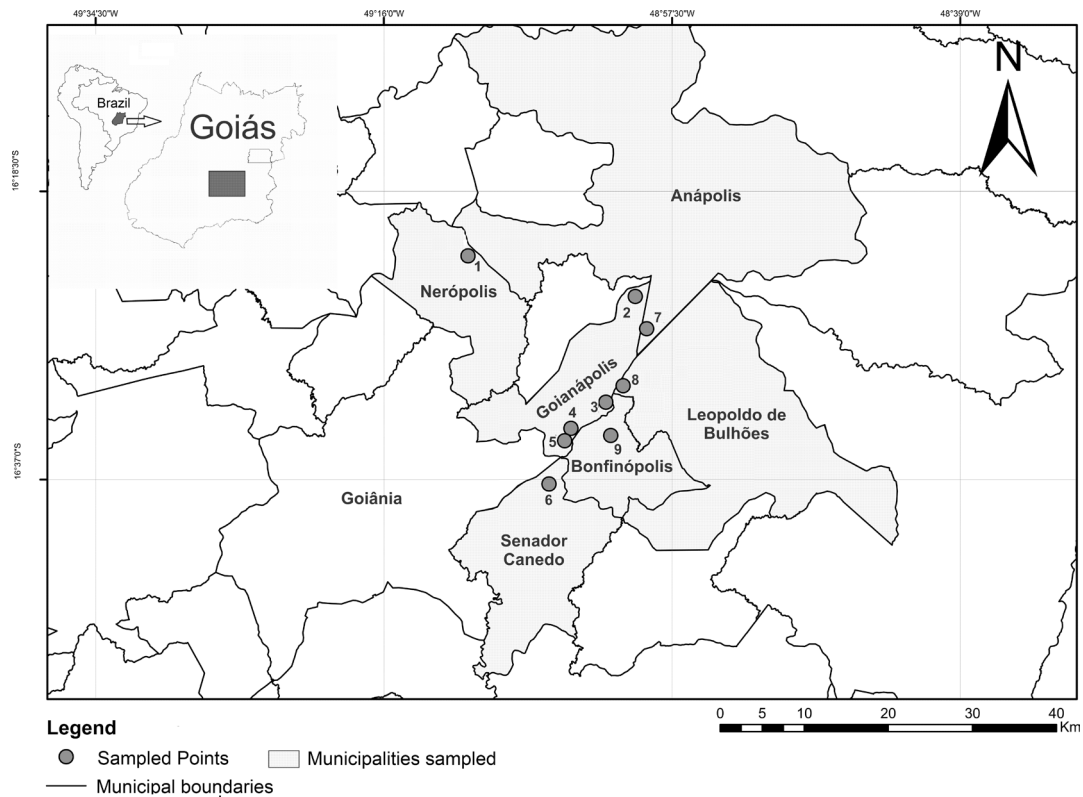 49°34'30"W
49°16'0"W
48°57'30"W
48°39'0"W
N
Brazil
Goiás
16°18'30"S
Anápolis
1
Nerópolis
2
7
Goianápolis
8
3
4
Leopoldo de
Bulhões
5
9
Bonfinópolis
16°37'0"S
Goiânia
6
Senador
Canedo
0 5 10 20 30 40
Km
Legend
Sampled Points
Municipalities sampled
Municipal boundaries